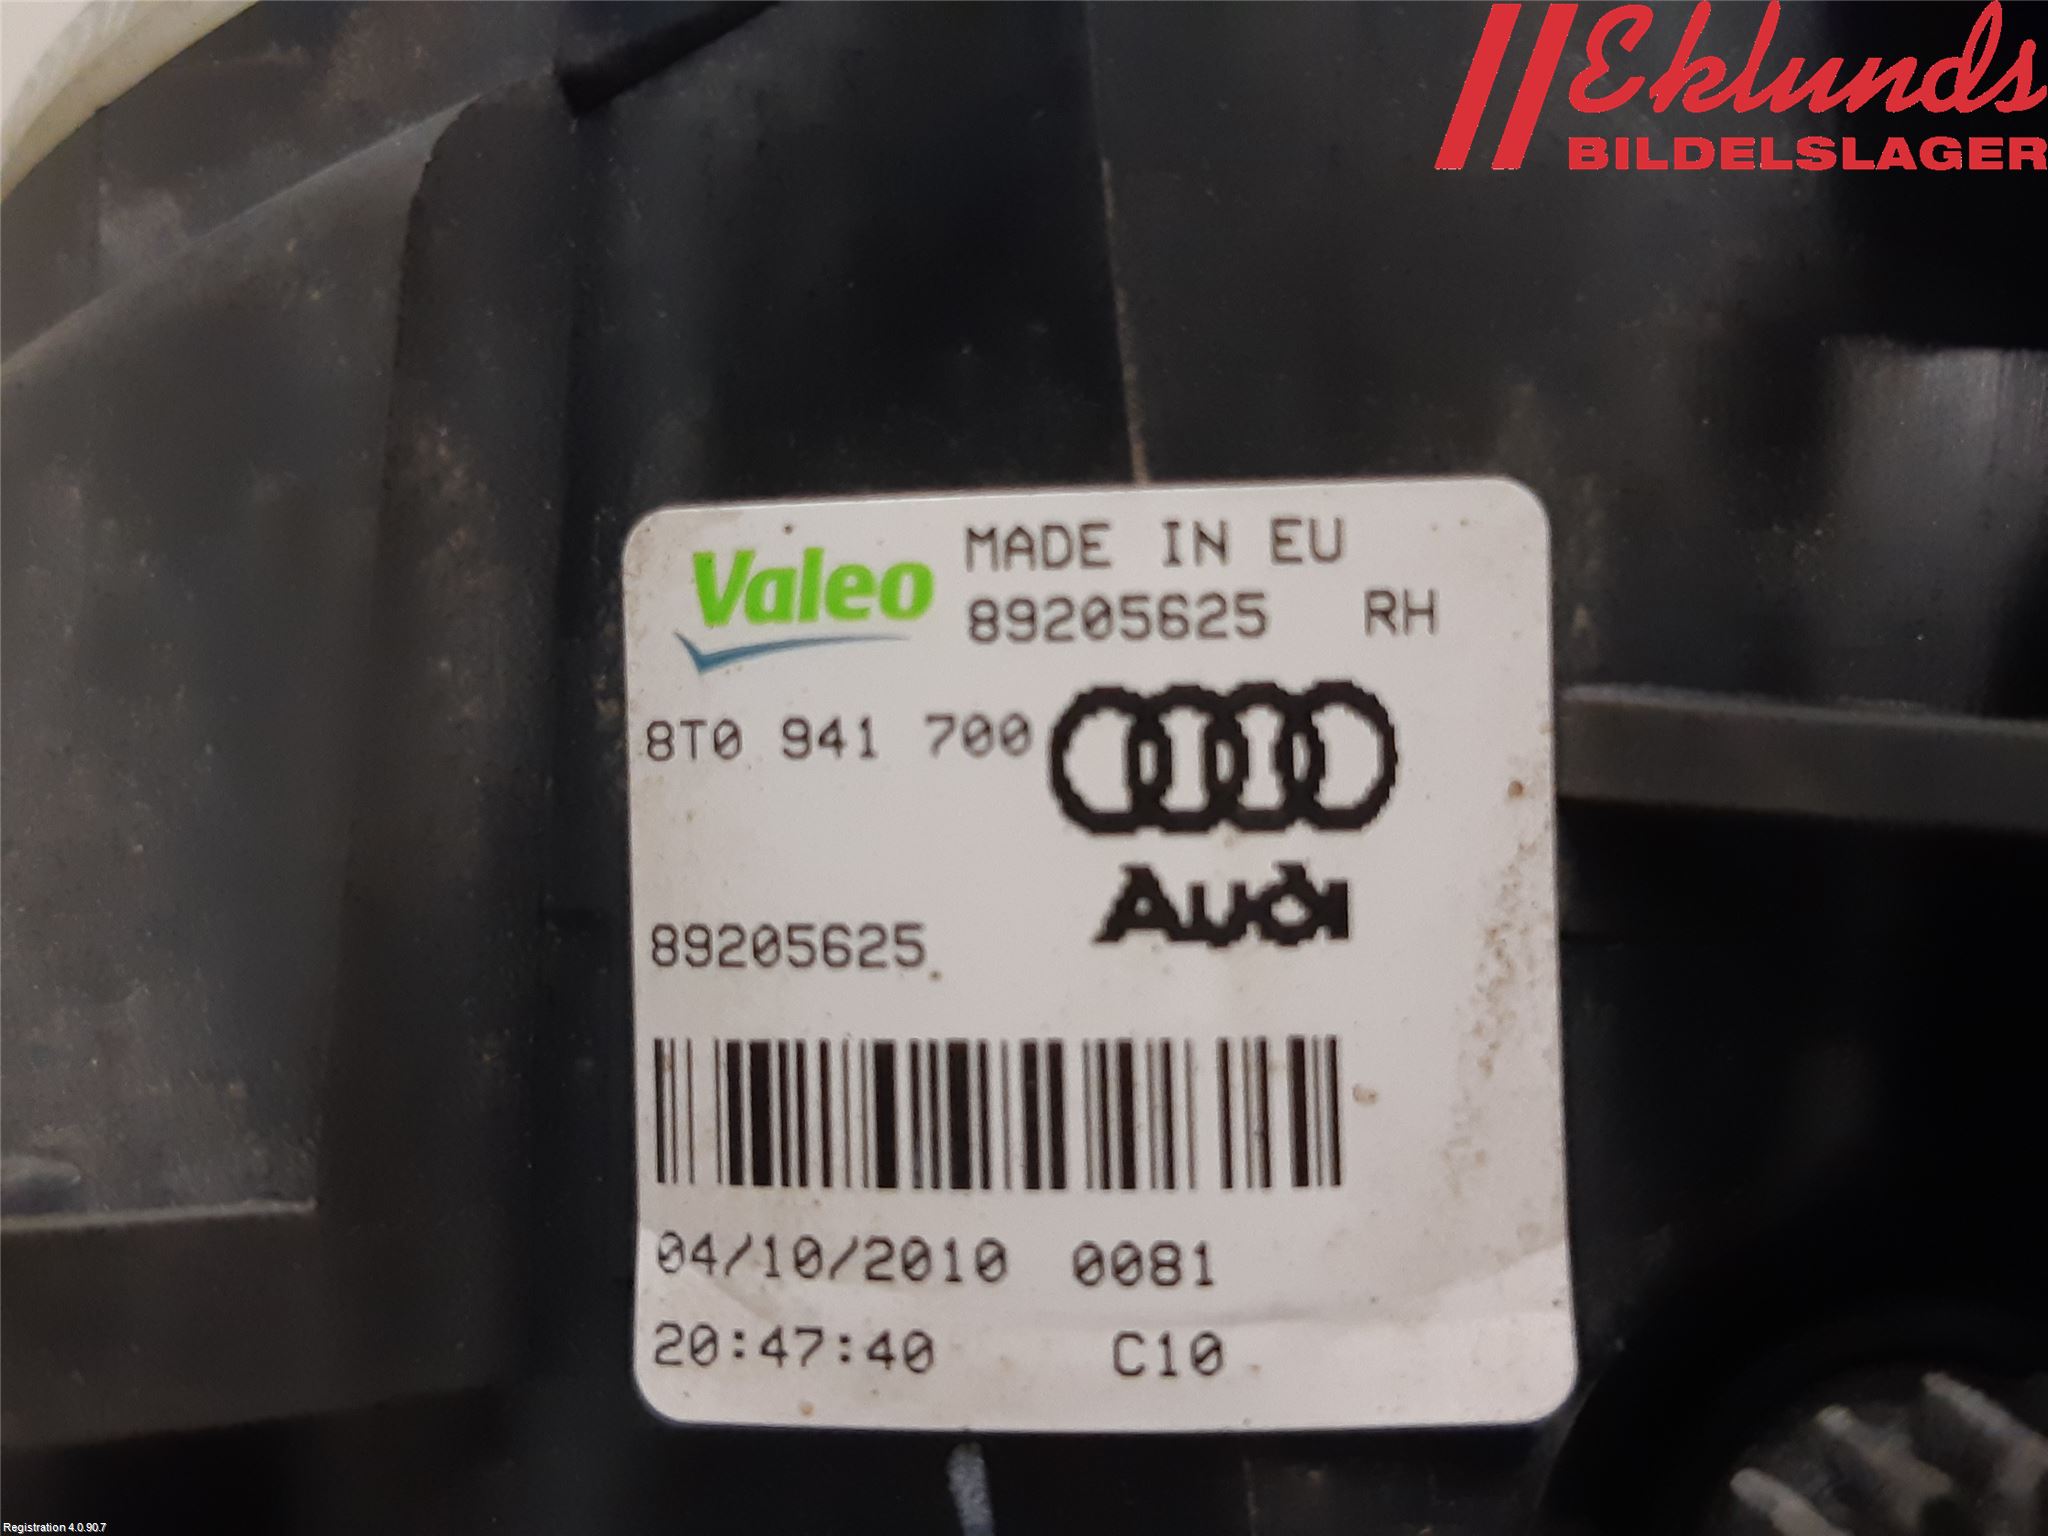 Eklunds
BILDELSLAGER
Valeo
MADE IN EU
89205625 RH
8T0 941 700
Audi
89205625
04/10/2010 0081
20:47:40 C10
Registration 4.0.90.7